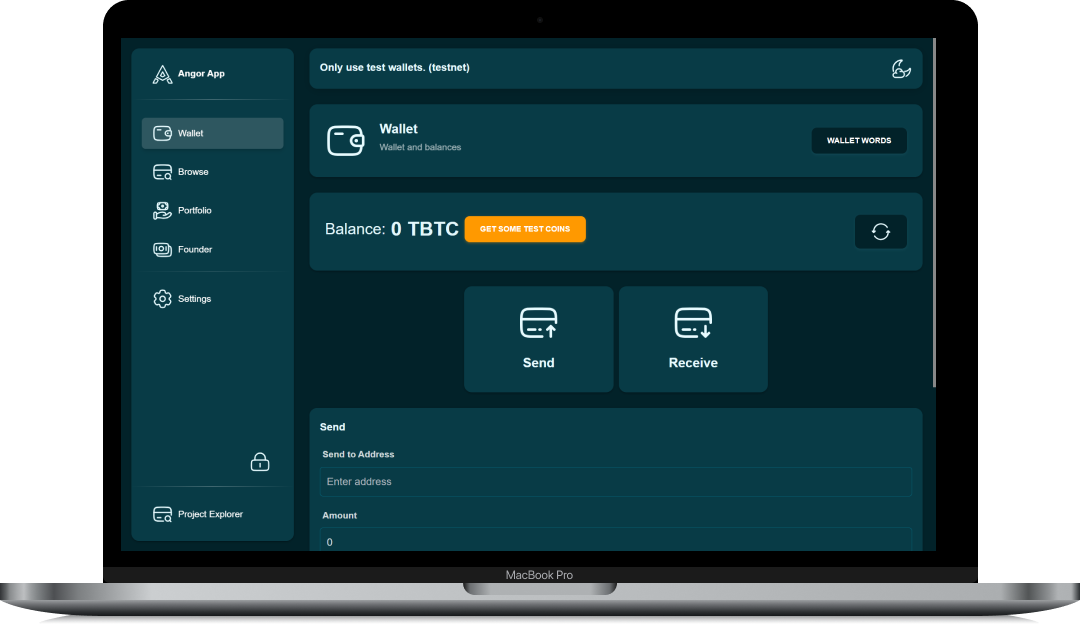 Angor App
Wallet
Browse
Portfolio
Founder
Settings
Project Explorer
Only use test wallets. (testnet)
Wallet
Wallet and balances
WALLET WORDS
Balance: 0 TBTC GET SOME TEST COINS
Send
Receive
Send
Send to Address
Enter address
Amount
0
MacBook Pro